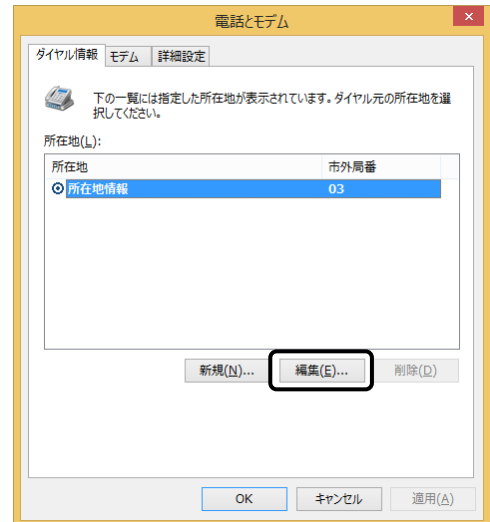 電話とモデム
×
ダイヤル情報 モデム 詳細設定
下の一覧には指定した所在地が表示されています。ダイヤル元の所在地を選
択してください。
所在地(L):
所在地 市外局番
所在地情報 03
新規(N)... 編集(E)... 削除(D)
OK キャンセル 適用(A)